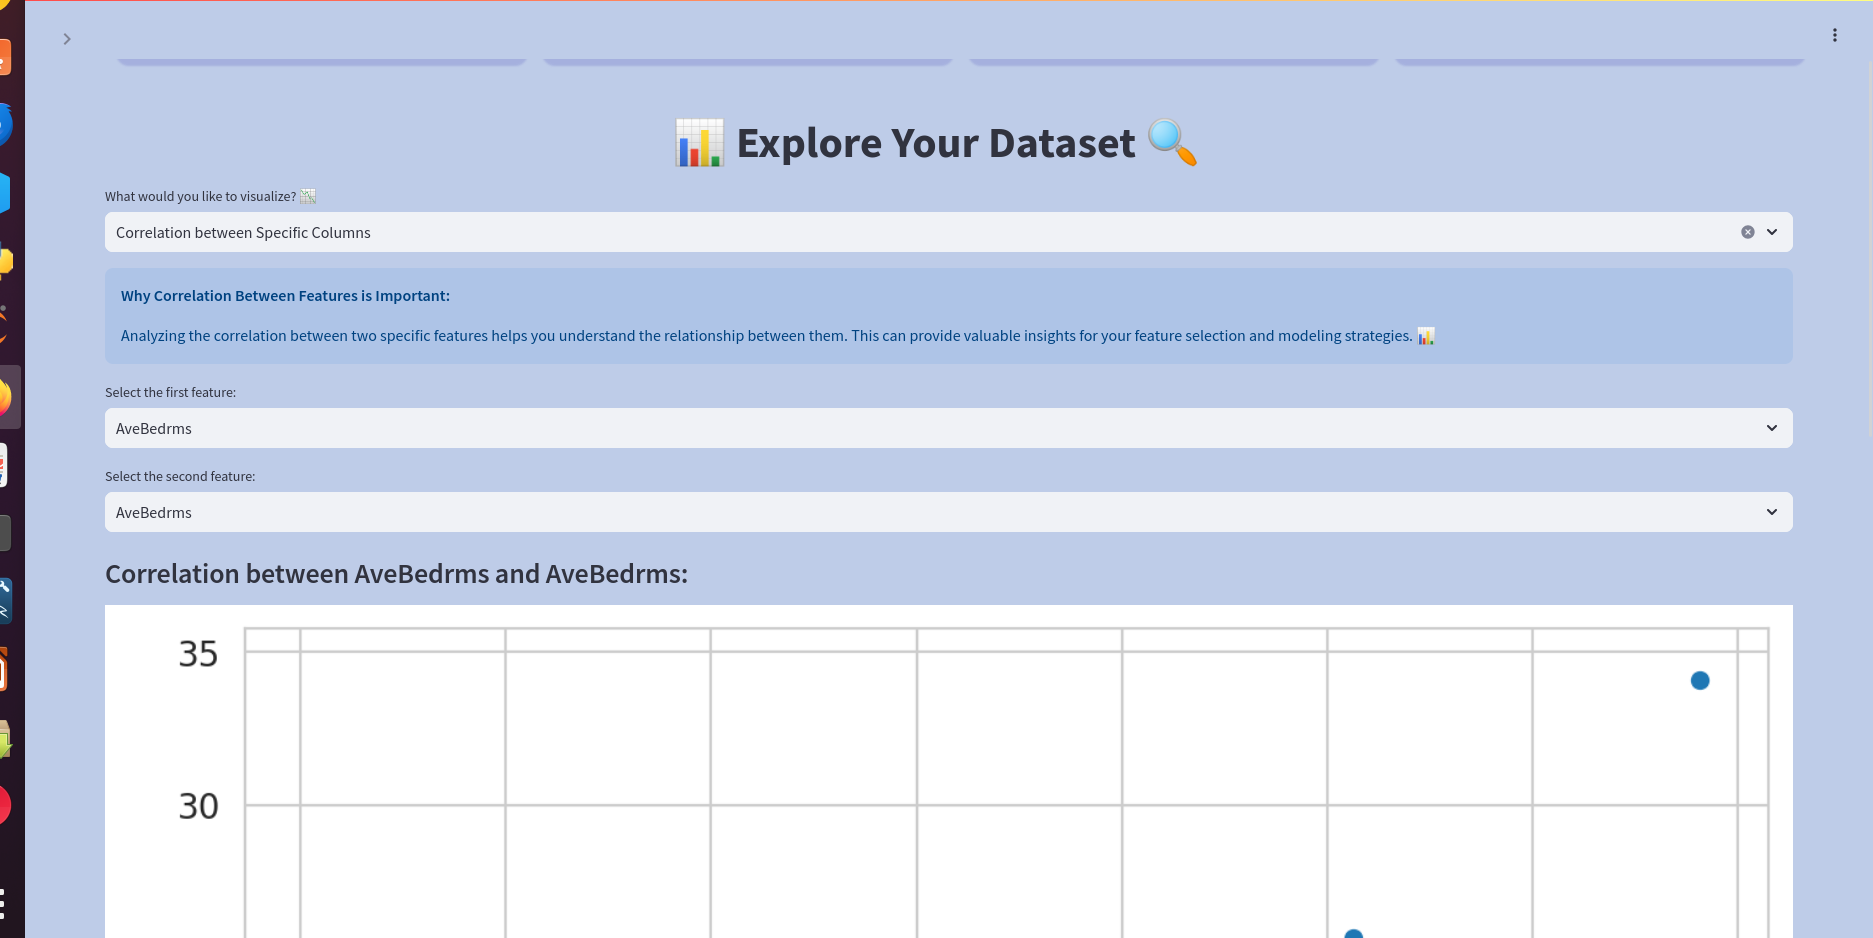 Explore Your Dataset
What would you like to visualize?
Correlation between Specific Columns
Why Correlation Between Features is Important:
Analyzing the correlation between two specific features helps you understand the relationship between them. This can provide valuable insights for your feature selection and modeling strategies.
Select the first feature:
AveBedrms
Select the second feature:
AveBedrms
Correlation between AveBedrms and AveBedrms:
35
30